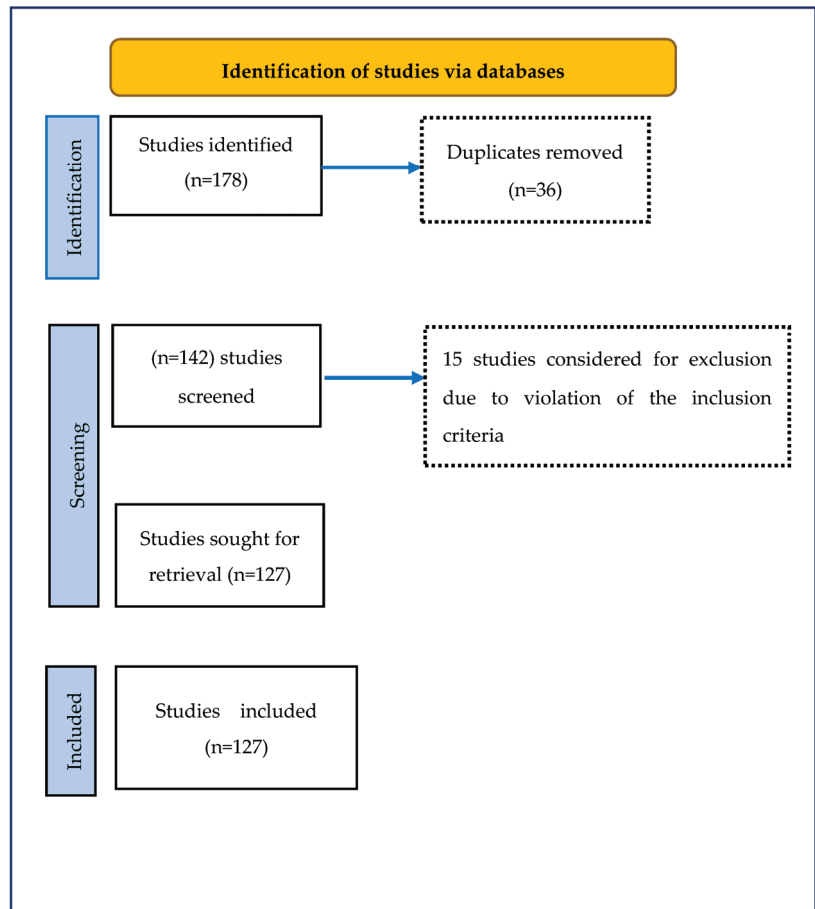 Identification of studies via databases
Identification
Studies identified
(n=178)
Duplicates removed
(n=36)
Screening
(n=142) studies
screened
15 studies considered for exclusion
due to violation of the inclusion
criteria
Studies sought for
retrieval (n=127)
Included
Studies included
(n=127)